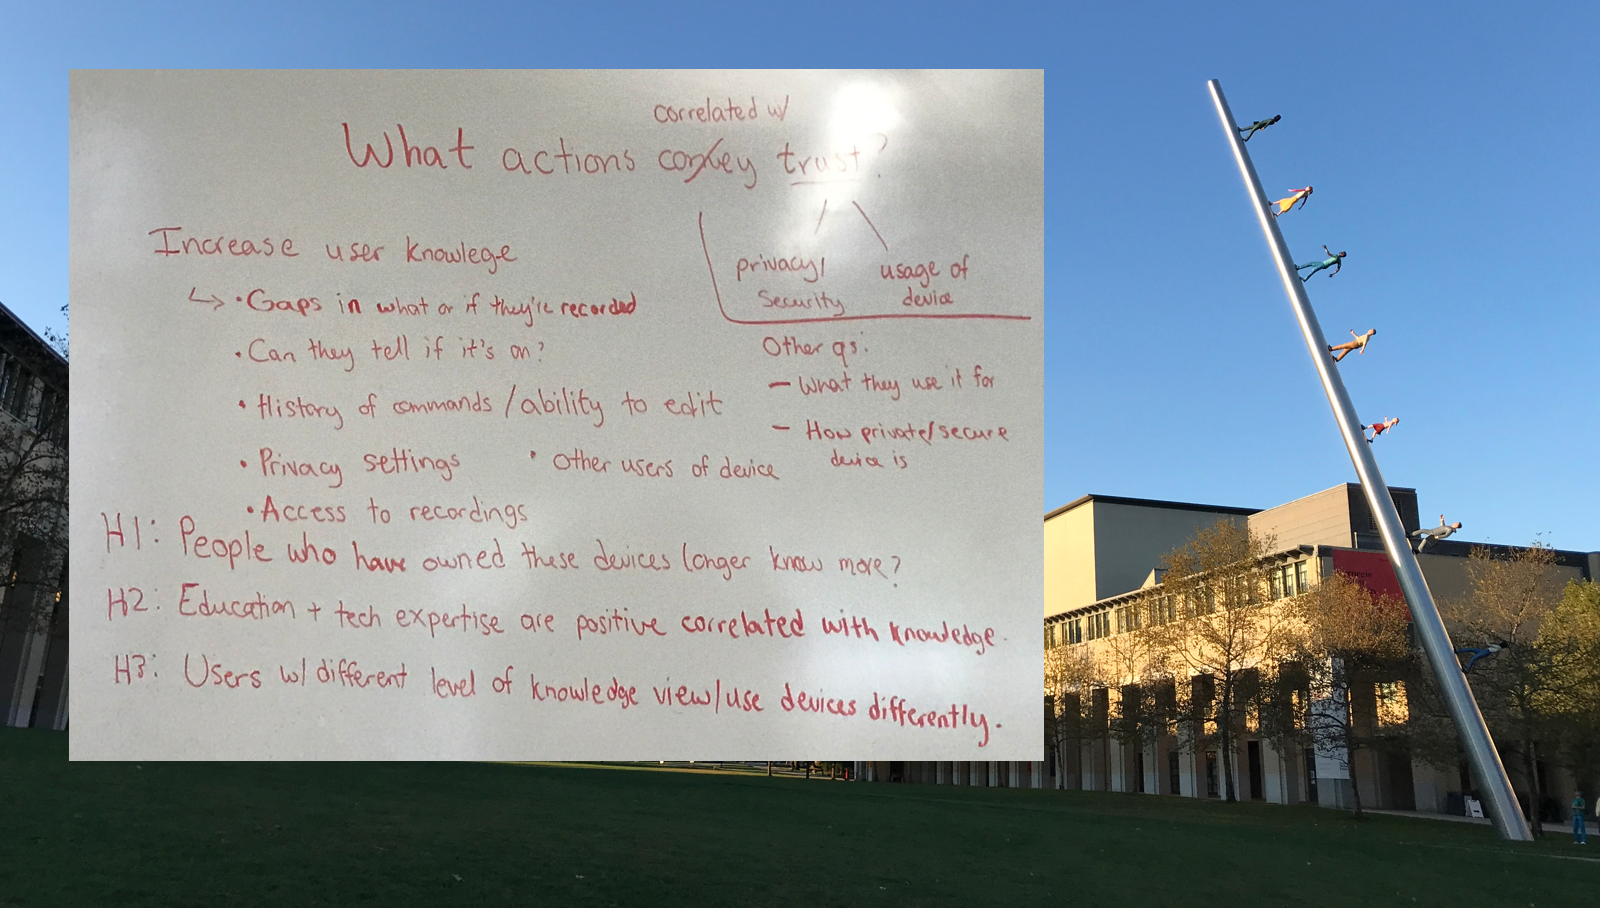 correlated w/
What actions convey trust?
privacy/
security
usage of
device
Increase user knowlege
↳ • Gaps in what or if they're recorded
• Can they tell if it's on?
• History of commands / ability to edit
• Privacy settings • Other users of device
• Access to recordings
Other qs:
— What they use it for
— How private/secure
device is
H1: People who have owned these devices longer know more?
H2: Education + tech expertise are positive correlated with knowledge.
H3: Users w/ different level of knowledge view/use devices differently.